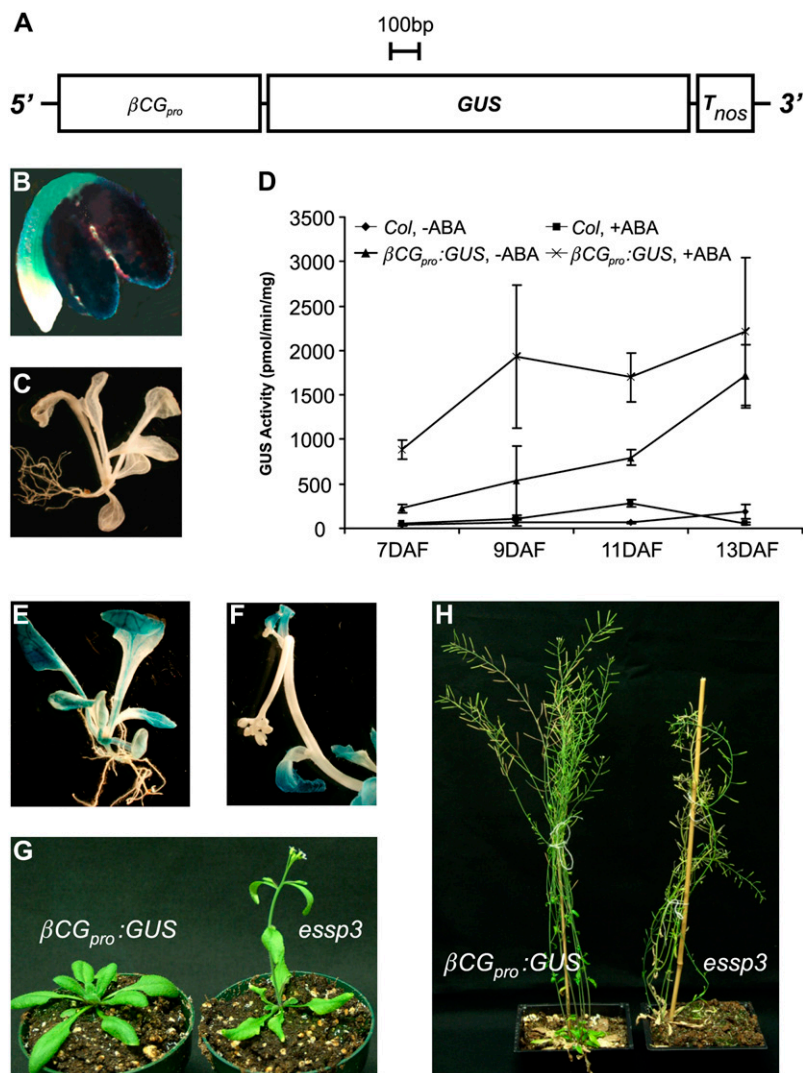 A
100bp
5’
βCGpro
GUS
Tnos
3’
B
C
D
GUS Activity (pmol/min/mg)
3500
3000
2500
2000
1500
1000
500
0
Col, -ABA
Col, +ABA
βCGpro:GUS, -ABA
βCGpro:GUS, +ABA
7DAF
9DAF
11DAF
13DAF
E
F
G
βCGpro:GUS
essp3
H
βCGpro:GUS
essp3